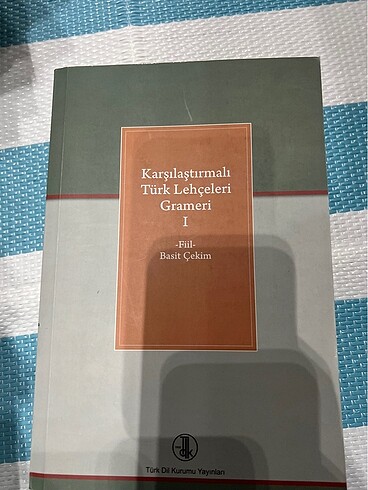 Karşılaştırmalı
Türk Lehçeleri
Grameri
I
-Fiil-
Basit Çekim
Türk Dil Kurumu Yayınları